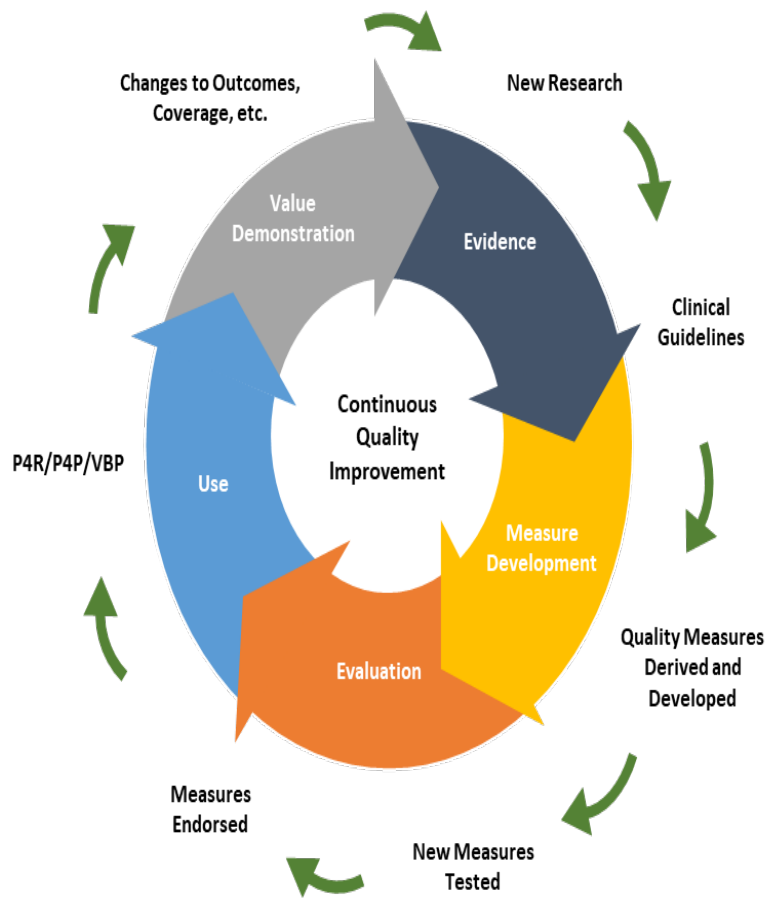 Changes to Outcomes,
Coverage, etc.
New Research
Value
Demonstration
Evidence
Clinical
Guidelines
Continuous
Quality
Improvement
P4R/P4P/VBP
Use
Measure
Development
Quality Measures
Derived and
Developed
Evaluation
Measures
Endorsed
New Measures
Tested